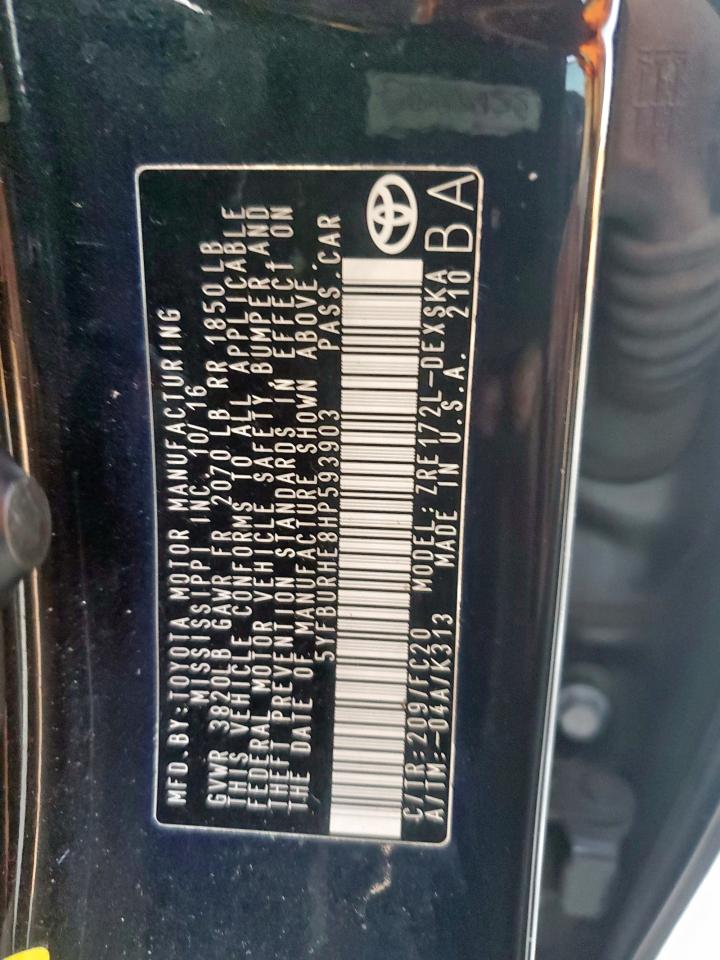 MFD.BY:TOYOTA MOTOR MANUFACTURING
MISSISSIPPI INC. 10/16
GVWR 3820LB GAWR FR 2070 LB RR 1850LB
THIS VEHICLE CONFORMS TO ALL APPLICABLE
FEDERAL MOTOR VEHICLE SAFETY BUMPER AND
THEFT PREVENTION STANDARDS IN EFFECT ON
THE DATE OF MANUFACTURE SHOWN ABOVE.
5YFBURHE8HP593903 PASS.CAR
C/TR:209/FC20 MODEL:ZRE172L-DEXSKA
A/TM:-04A/K313 MADE IN U.S.A. 210
BA